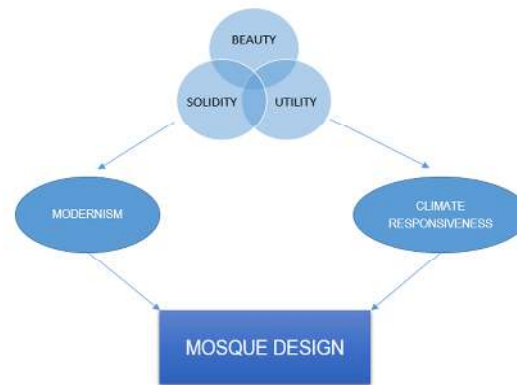 BEAUTY
SOLIDITY
UTILITY
MODERNISM
CLIMATE
RESPONSIVENESS
MOSQUE DESIGN